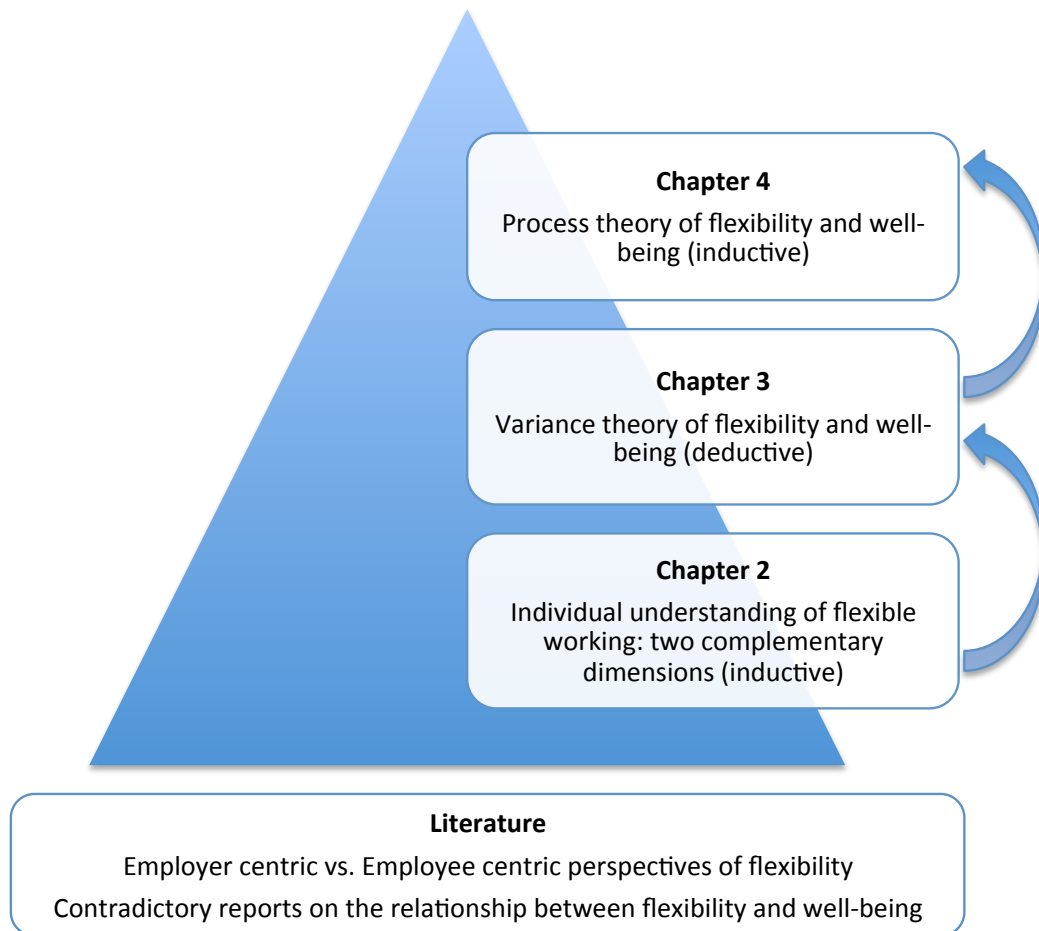 Chapter 4
Process theory of flexibility and well-
being (inductive)
Chapter 3
Variance theory of flexibility and well-
being (deductive)
Chapter 2
Individual understanding of flexible
working: two complementary
dimensions (inductive)
Literature
Employer centric vs. Employee centric perspectives of flexibility
Contradictory reports on the relationship between flexibility and well-being